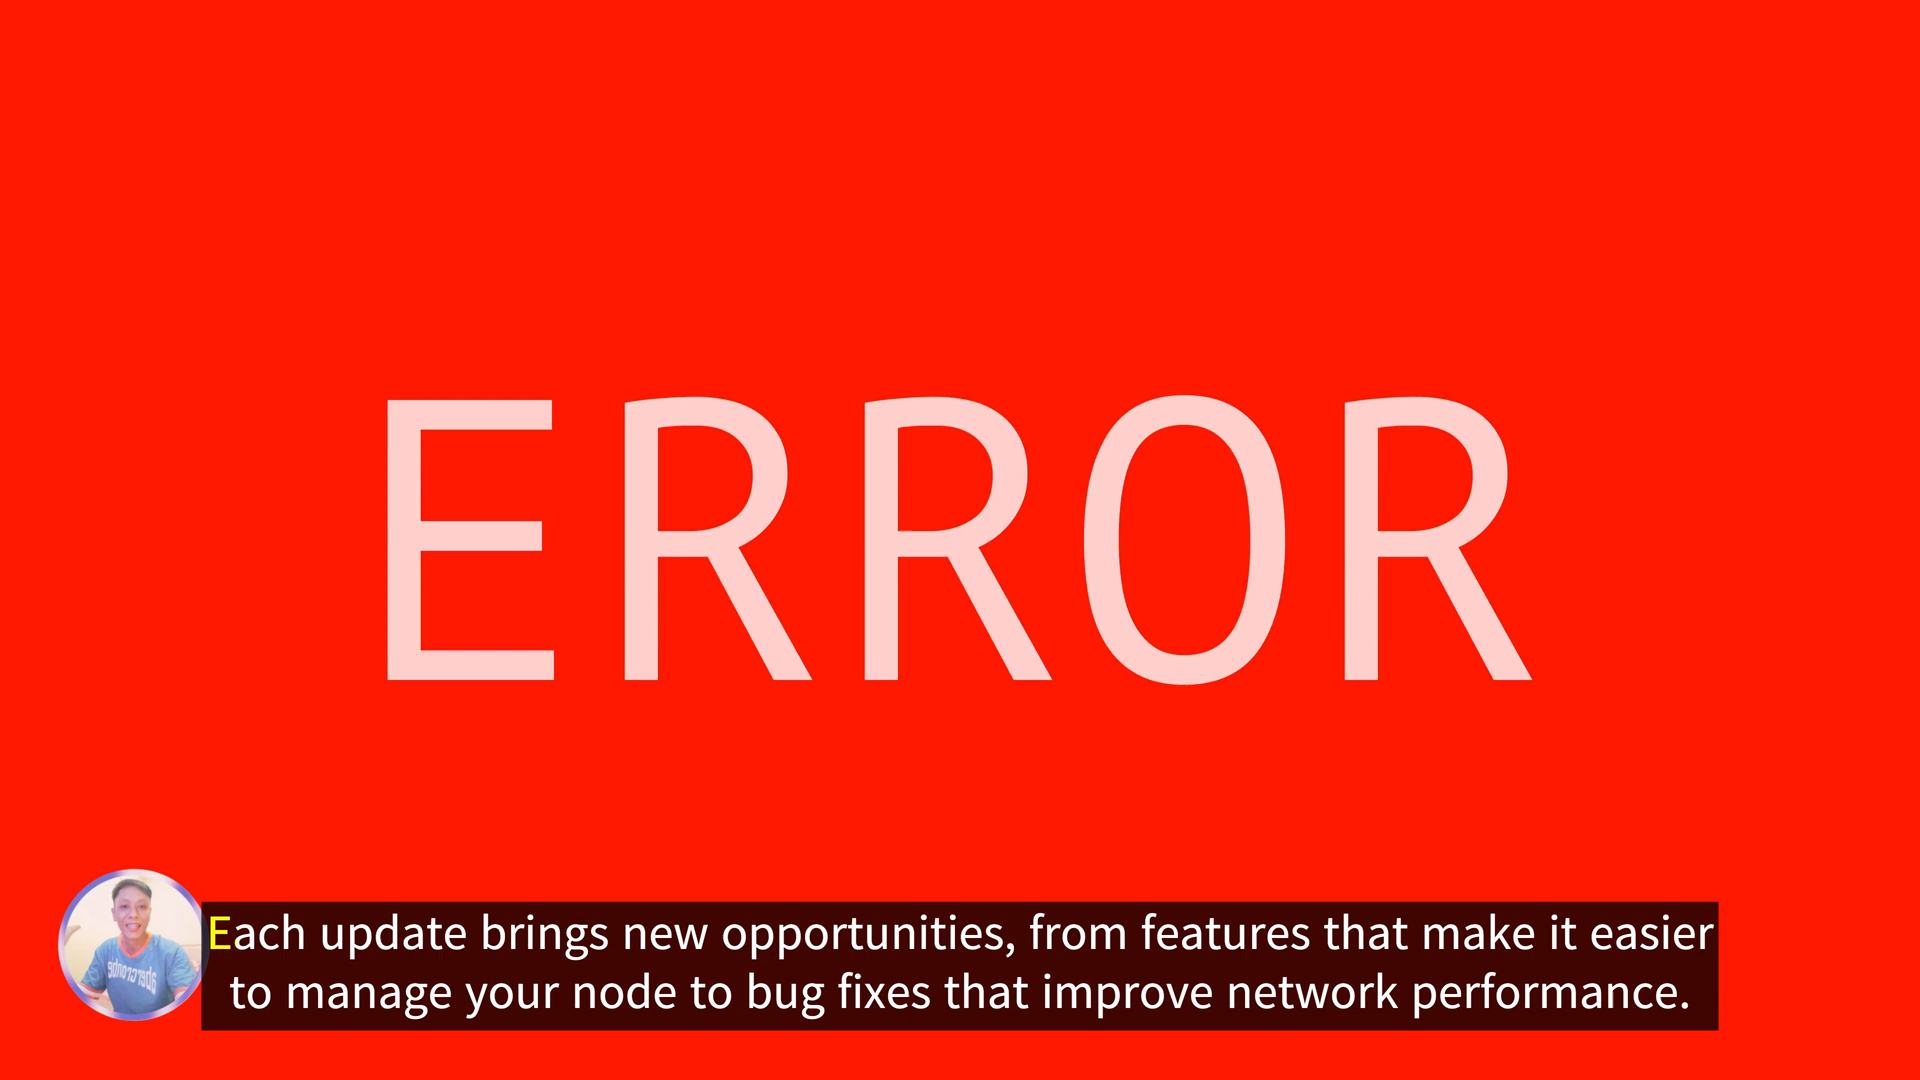 ERROR
Each update brings new opportunities, from features that make it easier
to manage your node to bug fixes that improve network performance.